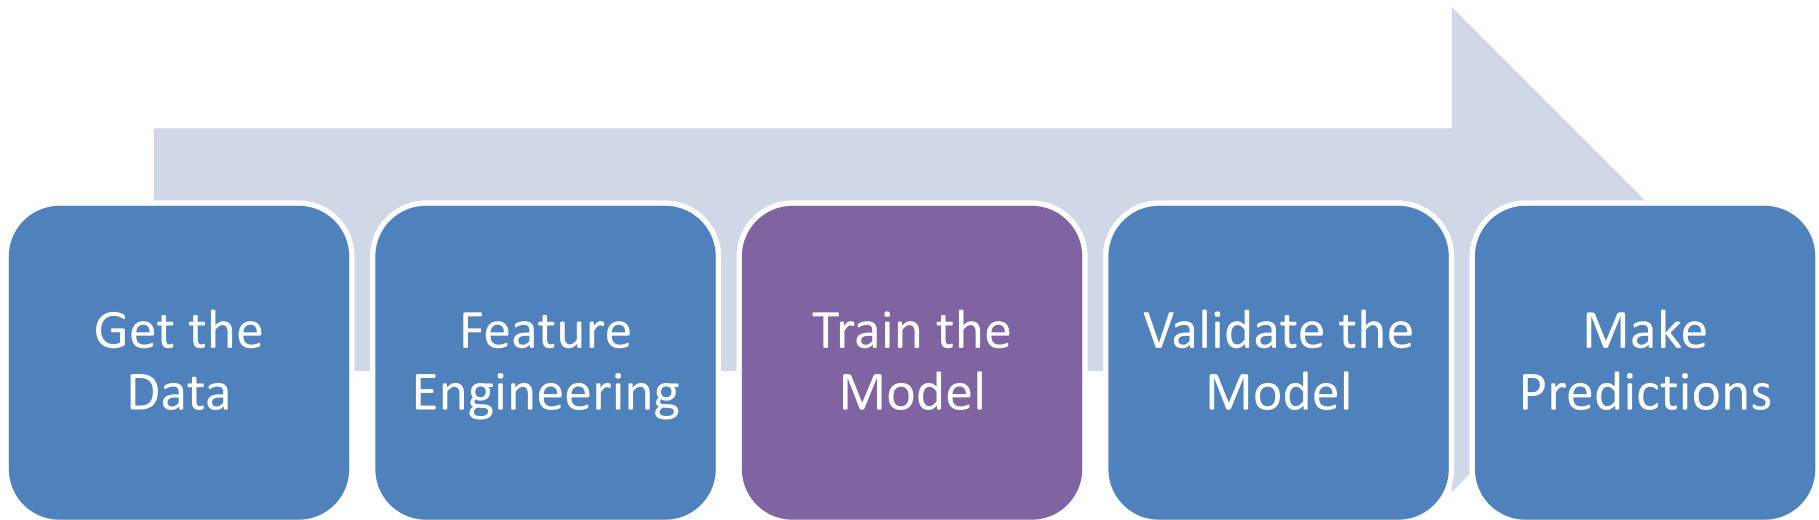 Get the
Data
Feature
Engineering
Train the
Model
Validate the
Model
Make
Predictions